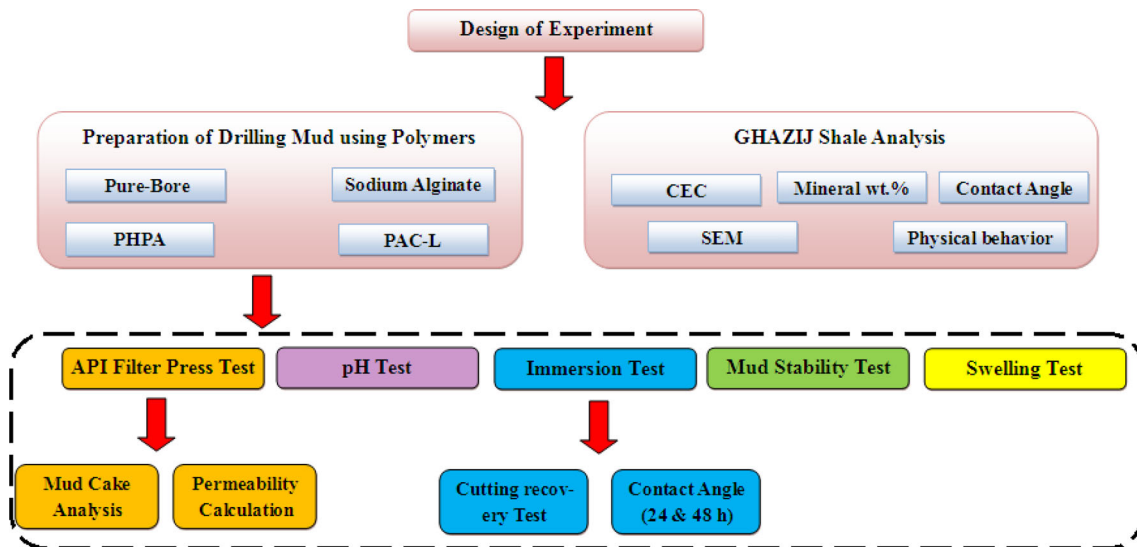 Design of Experiment
Preparation of Drilling Mud using Polymers
Pure-Bore
Sodium Alginate
PHPA
PAC-L
GHAZIJ Shale Analysis
CEC
Mineral wt.%
Contact Angle
SEM
Physical behavior
API Filter Press Test
pH Test
Immersion Test
Mud Stability Test
Swelling Test
Mud Cake
Analysis
Permeability
Calculation
Cutting recov-
ery Test
Contact Angle
(24 & 48 h)